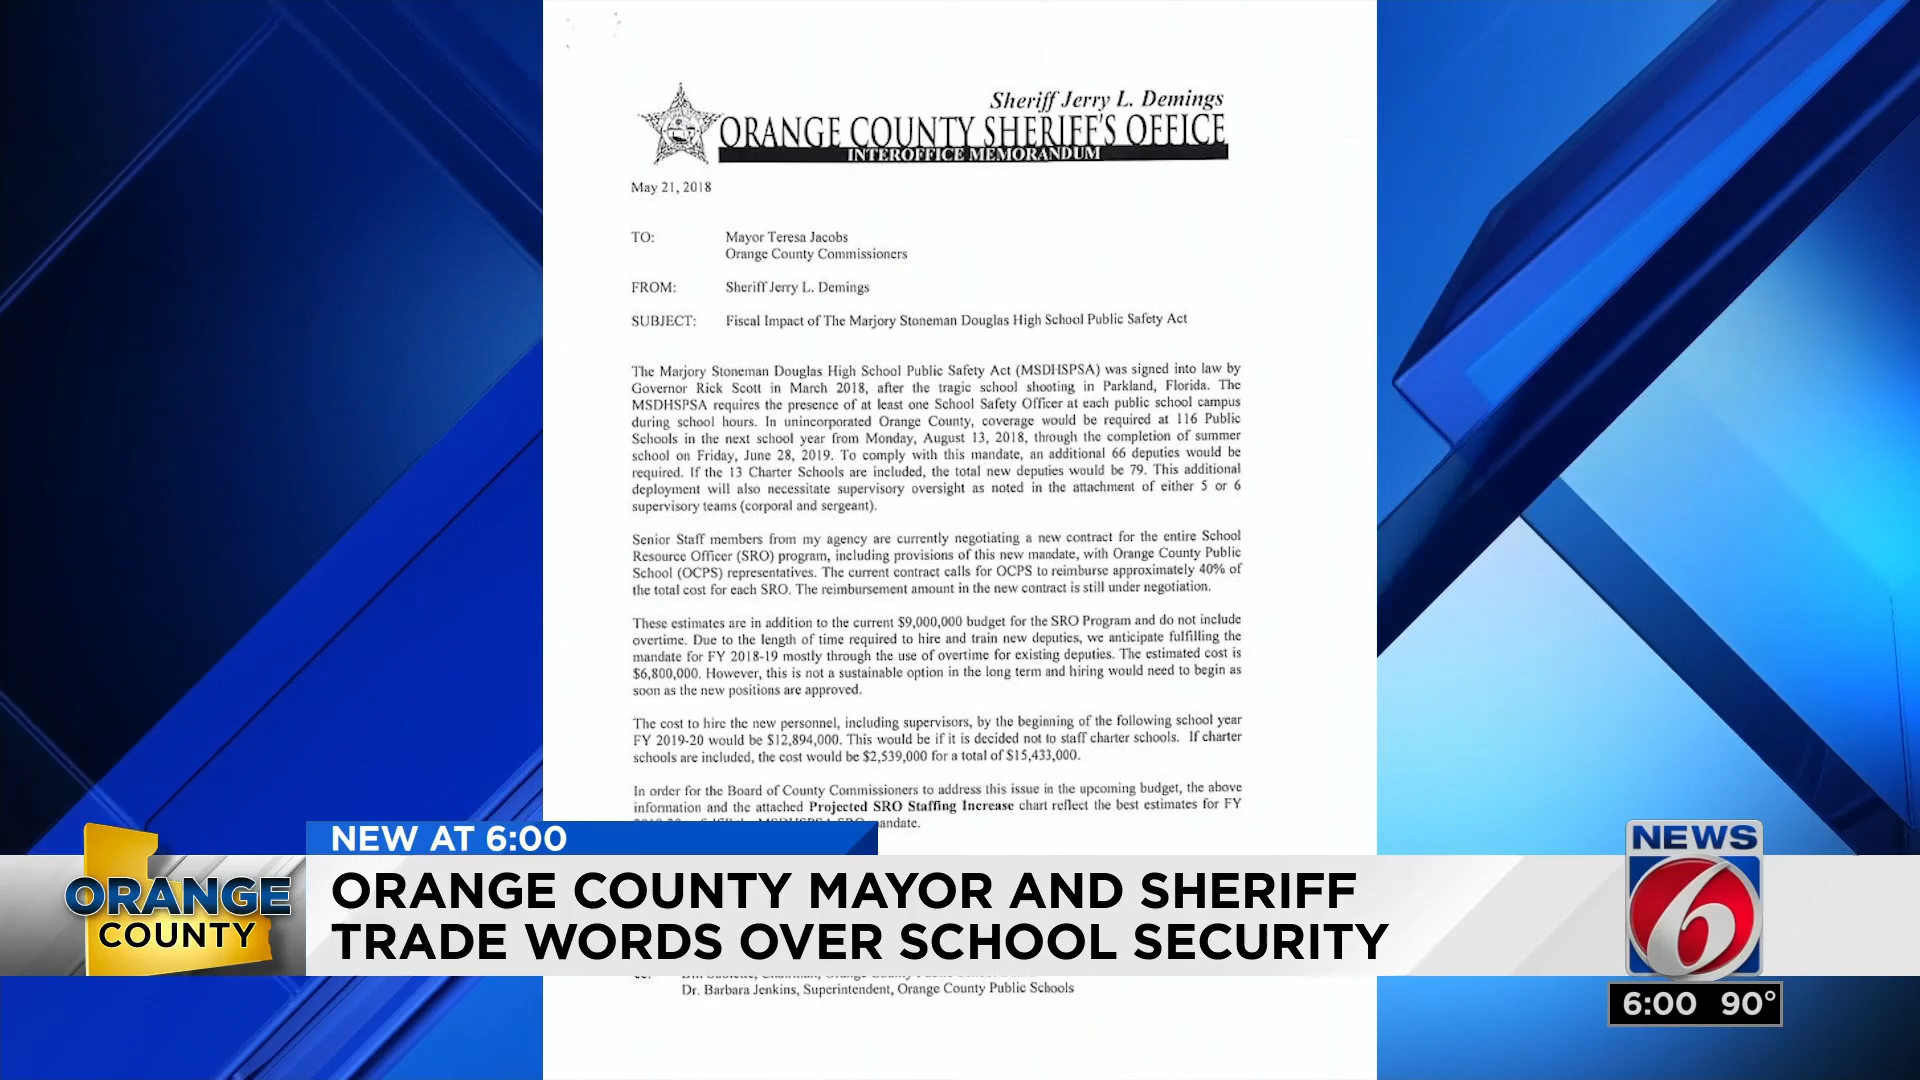 Sheriff Jerry L. Demings
ORANGE COUNTY SHERIFF'S OFFICE
INTEROFFICE MEMORANDUM
May 21, 2018
TO: Mayor Teresa Jacobs
Orange County Commissioners
FROM: Sheriff Jerry L. Demings
SUBJECT: Fiscal Impact of The Marjory Stoneman Douglas High School Public Safety Act
The Marjory Stoneman Douglas High School Public Safety Act (MSDHSPSA) was signed into law by
Governor Rick Scott in March 2018, after the tragic school shooting in Parkland, Florida. The
MSDHSPSA requires the presence of at least one School Safety Officer at each public school campus
during school hours. In unincorporated Orange County, coverage would be required at 116 Public
Schools in the next school year from Monday, August 13, 2018, through the completion of summer
school on Friday, June 28, 2019. To comply with this mandate, an additional 66 deputies would be
required. If the 13 Charter Schools are included, the total new deputies would be 79. This additional
deployment will also necessitate supervisory oversight as noted in the attachment of either 5 or 6
supervisory teams (corporal and sergeant).
Senior Staff members from my agency are currently negotiating a new contract for the entire School
Resource Officer (SRO) program, including provisions of this new mandate, with Orange County Public
School (OCPS) representatives. The current contract calls for OCPS to reimburse approximately 40% of
the total cost for each SRO. The reimbursement amount in the new contract is still under negotiation.
These estimates are in addition to the current $9,000,000 budget for the SRO Program and do not include
overtime. Due to the length of time required to hire and train new deputies, we anticipate fulfilling the
mandate for FY 2018-19 mostly through the use of overtime for existing deputies. The estimated cost is
$6,800,000. However, this is not a sustainable option in the long term and hiring would need to begin as
soon as the new positions are approved.
The cost to hire the new personnel, including supervisors, by the beginning of the following school year
FY 2019-20 would be $12,894,000. This would be if it is decided not to staff charter schools. If charter
schools are included, the cost would be $2,539,000 for a total of $15,433,000.
In order for the Board of County Commissioners to address this issue in the upcoming budget, the above
information and the attached Projected SRO Staffing Increase chart reflect the best estimates for FY
mandate.
NEW AT 6:00
ORANGE COUNTY
ORANGE COUNTY MAYOR AND SHERIFF
TRADE WORDS OVER SCHOOL SECURITY
Dr. Barbara Jenkins, Superintendent, Orange County Public Schools
NEWS
6
6:00 90°